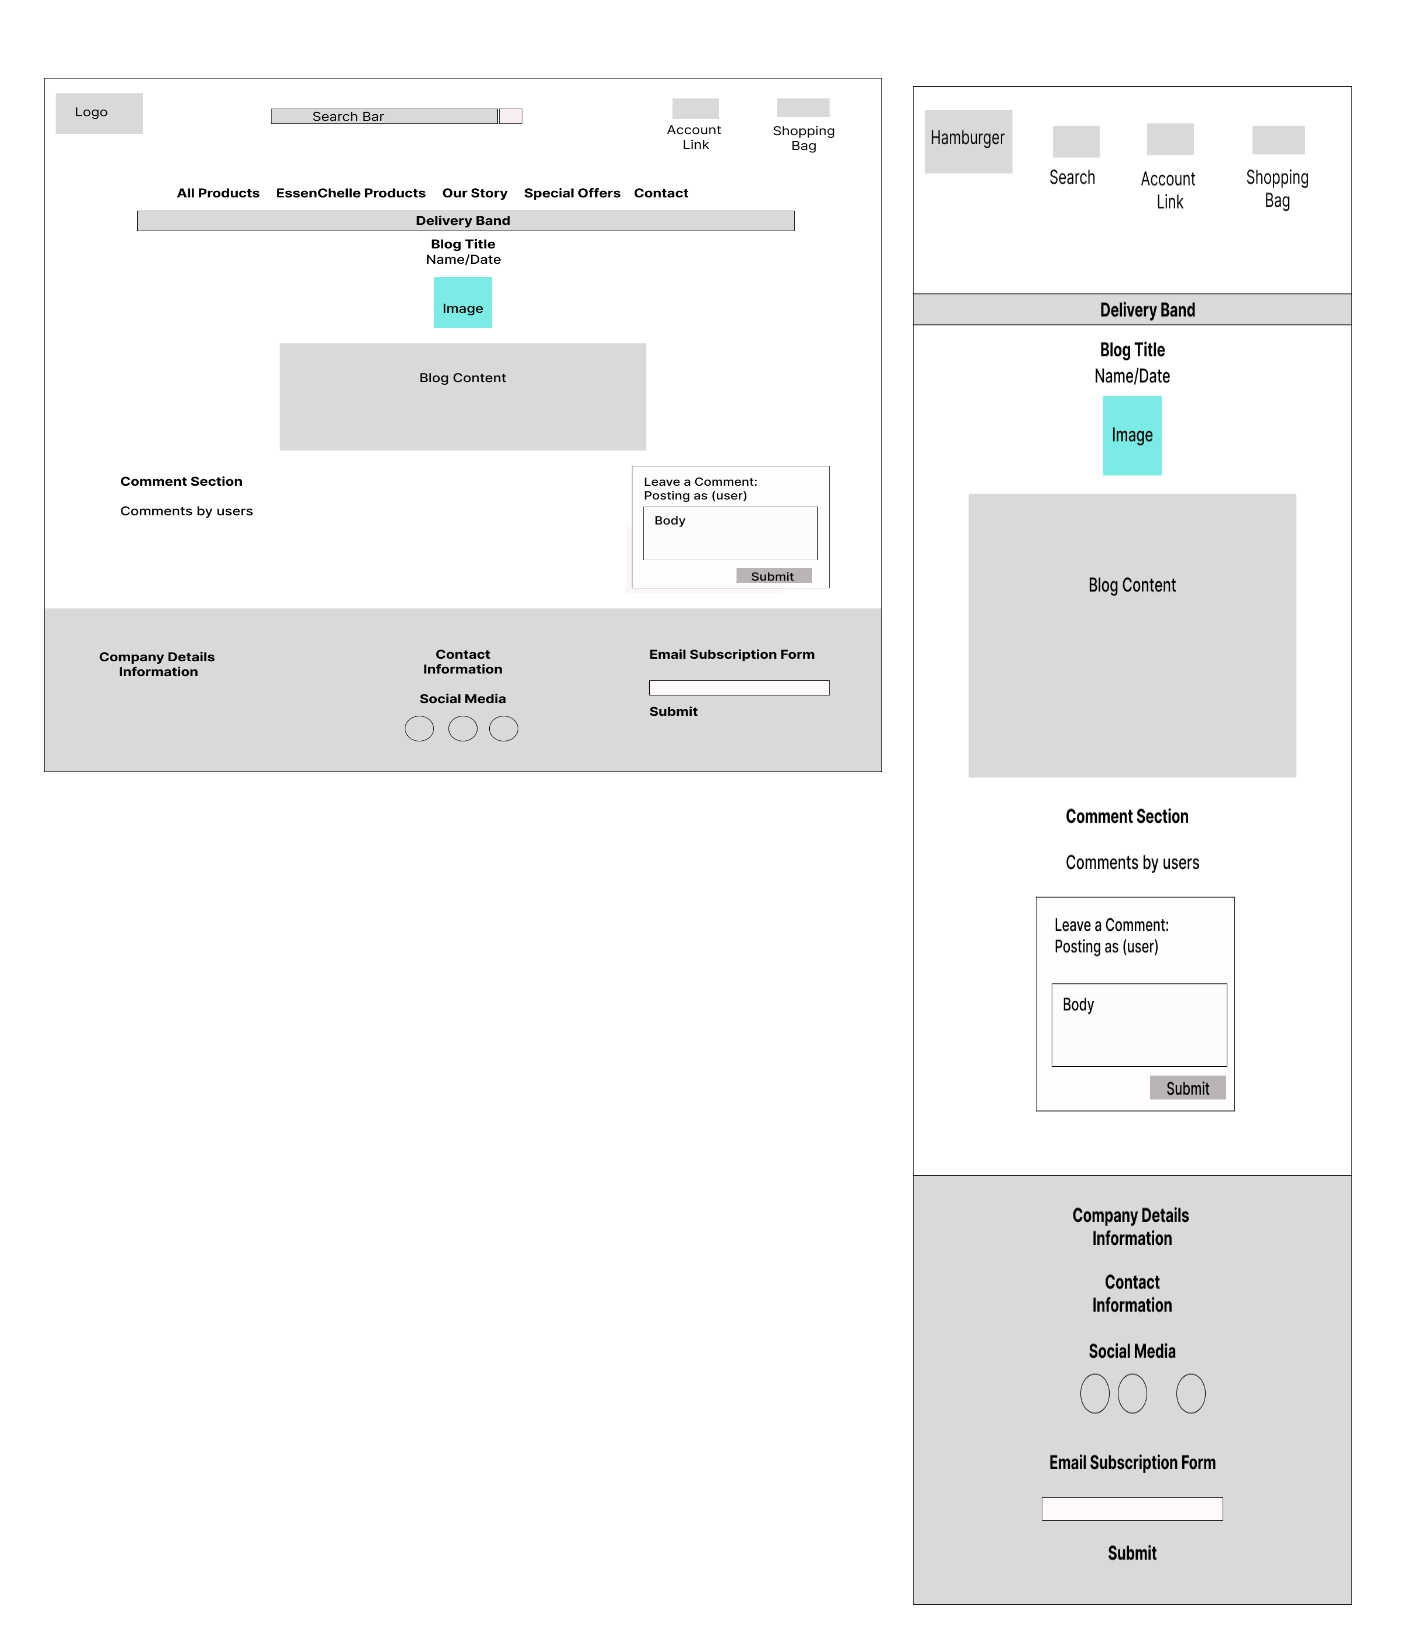 Logo
Search Bar
Account
Link
Shopping
Bag
All Products
EssenChelle Products
Our Story
Special Offers
Contact
Delivery Band
Blog Title
Name/Date
Image
Blog Content
Comment Section
Comments by users
Leave a Comment:
Posting as (user)
Body
Submit
Company Details
Information
Contact
Information
Social Media
Email Subscription Form
Submit
Hamburger
Search
Account
Link
Shopping
Bag
Delivery Band
Blog Title
Name/Date
Image
Blog Content
Comment Section
Comments by users
Leave a Comment:
Posting as (user)
Body
Submit
Company Details
Information
Contact
Information
Social Media
Email Subscription Form
Submit